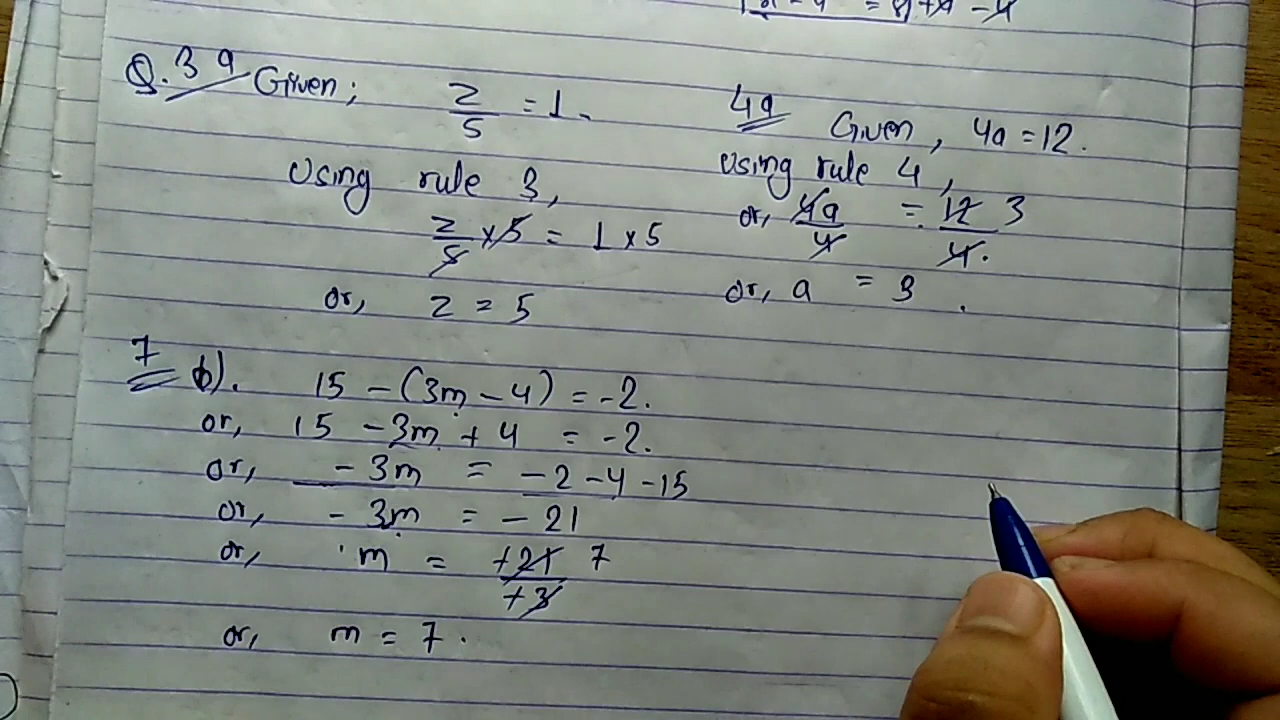 Q.3 a Given; z/5 = 1.
Using rule 3,
z/5 × 5 = 1 × 5
or, z = 5
4a Given, 4a = 12.
Using rule 4,
or, 4a/4 = 12/4 3
or, a = 3.
7 b). 15 - (3m - 4) = -2.
or, 15 - 3m + 4 = -2.
or, - 3m = - 2 - 4 - 15
or, - 3m = - 21
or, m = +21/+3 7
or, m = 7.